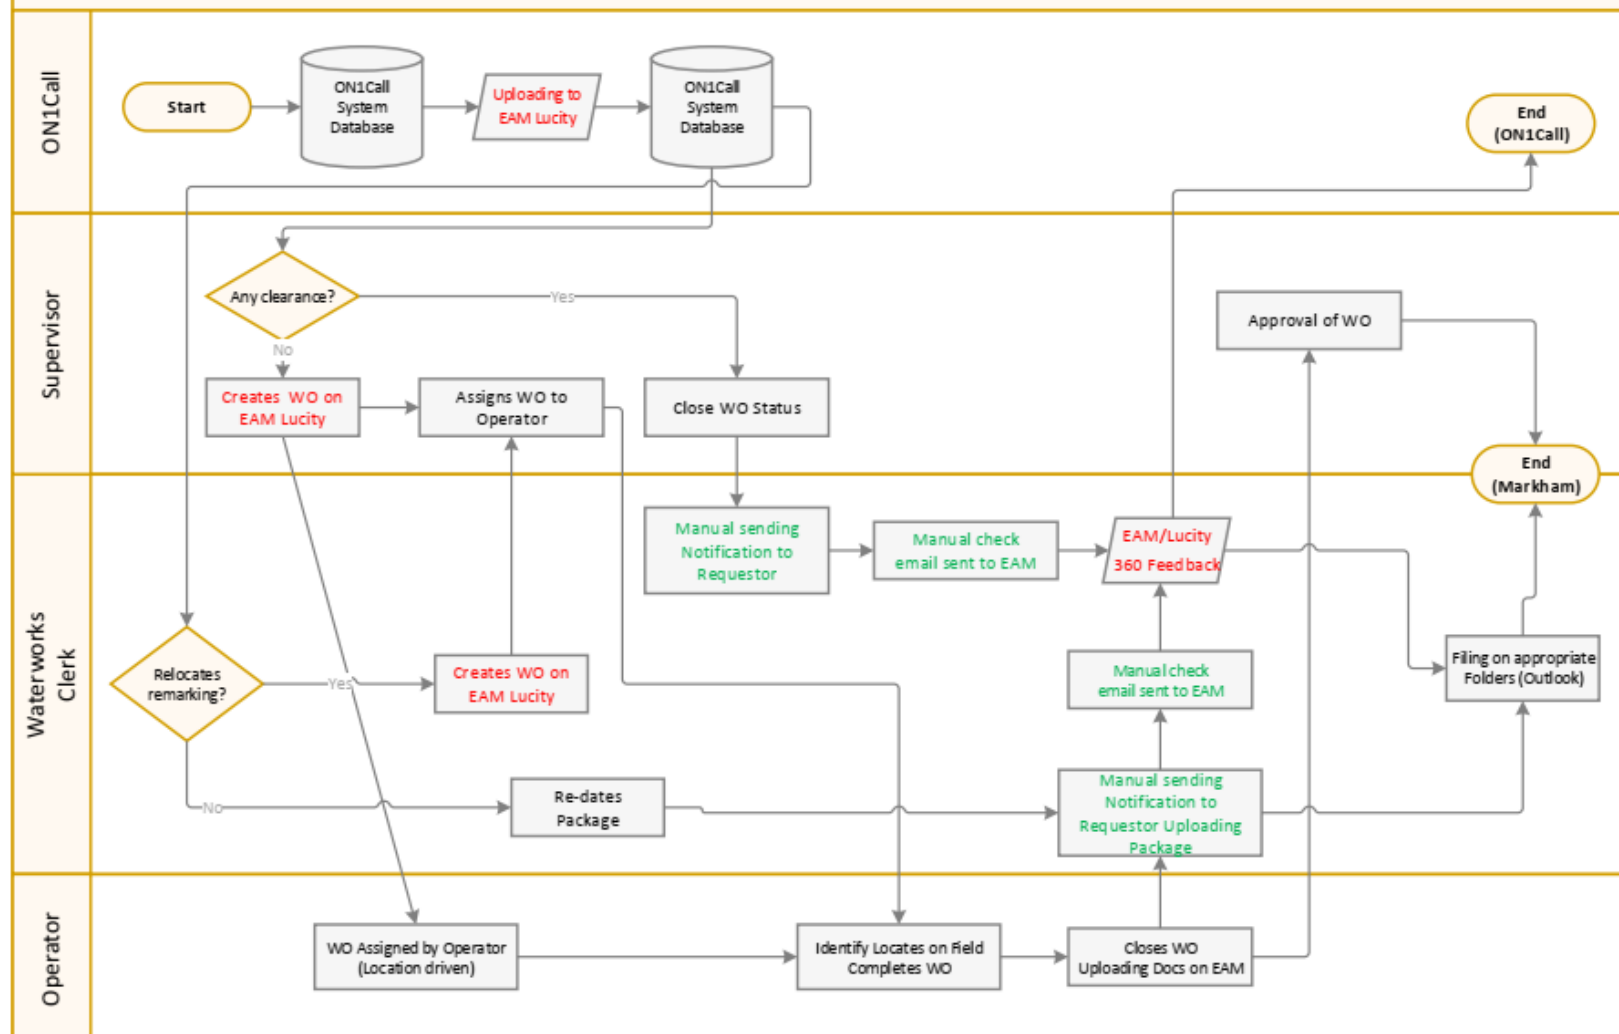 ON1Call
Start
ON1Call
System
Database
Uploading to
EAM Lucity
ON1Call
System
Database
End
(ON1Call)
Supervisor
Any clearance?
Yes
No
Creates WO on
EAM Lucity
Assigns WO to
Operator
Close WO Status
Approval of WO
End
(Markham)
Waterworks
Clerk
Manual sending
Notification to
Requestor
Manual check
email sent to EAM
EAM/Lucity
360 Feedback
Relocates
remarking?
Yes
Creates WO on
EAM Lucity
Manual check
email sent to EAM
Filing on appropriate
Folders (Outlook)
No
Re-dates
Package
Manual sending
Notification to
Requestor Uploading
Package
Operator
WO Assigned by Operator
(Location driven)
Identify Locates on Field
Completes WO
Closes WO
Uploading Docs on EAM